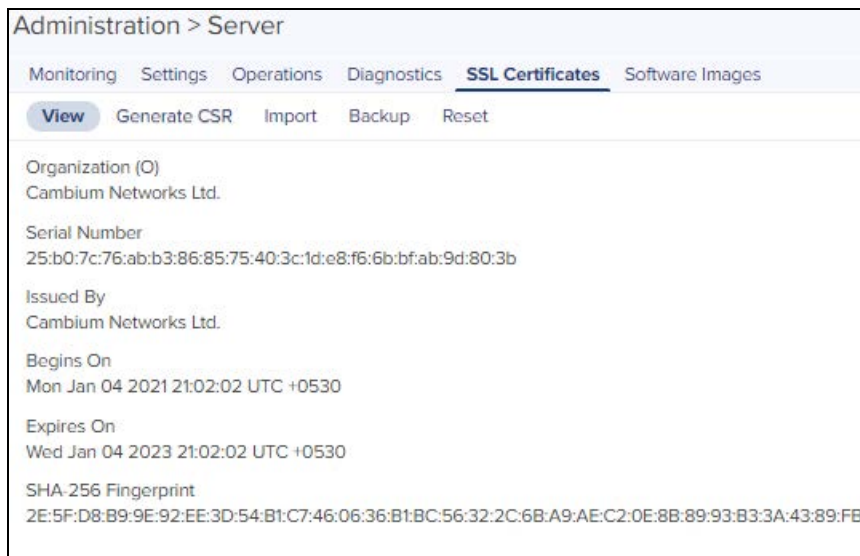 Administration > Server
Monitoring Settings Operations Diagnostics SSL Certificates Software Images
View Generate CSR Import Backup Reset
Organization (O)
Cambium Networks Ltd.
Serial Number
25:b0:7c:76:ab:b3:86:85:75:40:3c:1d:e8:f6:6b:bf:ab:9d:80:3b
Issued By
Cambium Networks Ltd.
Begins On
Mon Jan 04 2021 21:02:02 UTC +0530
Expires On
Wed Jan 04 2023 21:02:02 UTC +0530
SHA-256 Fingerprint
2E:5F:D8:B9:9E:92:EE:3D:54:B1:C7:46:06:36:B1:BC:56:32:2C:6B:A9:AE:C2:0E:8B:89:93:B3:3A:43:89:FB